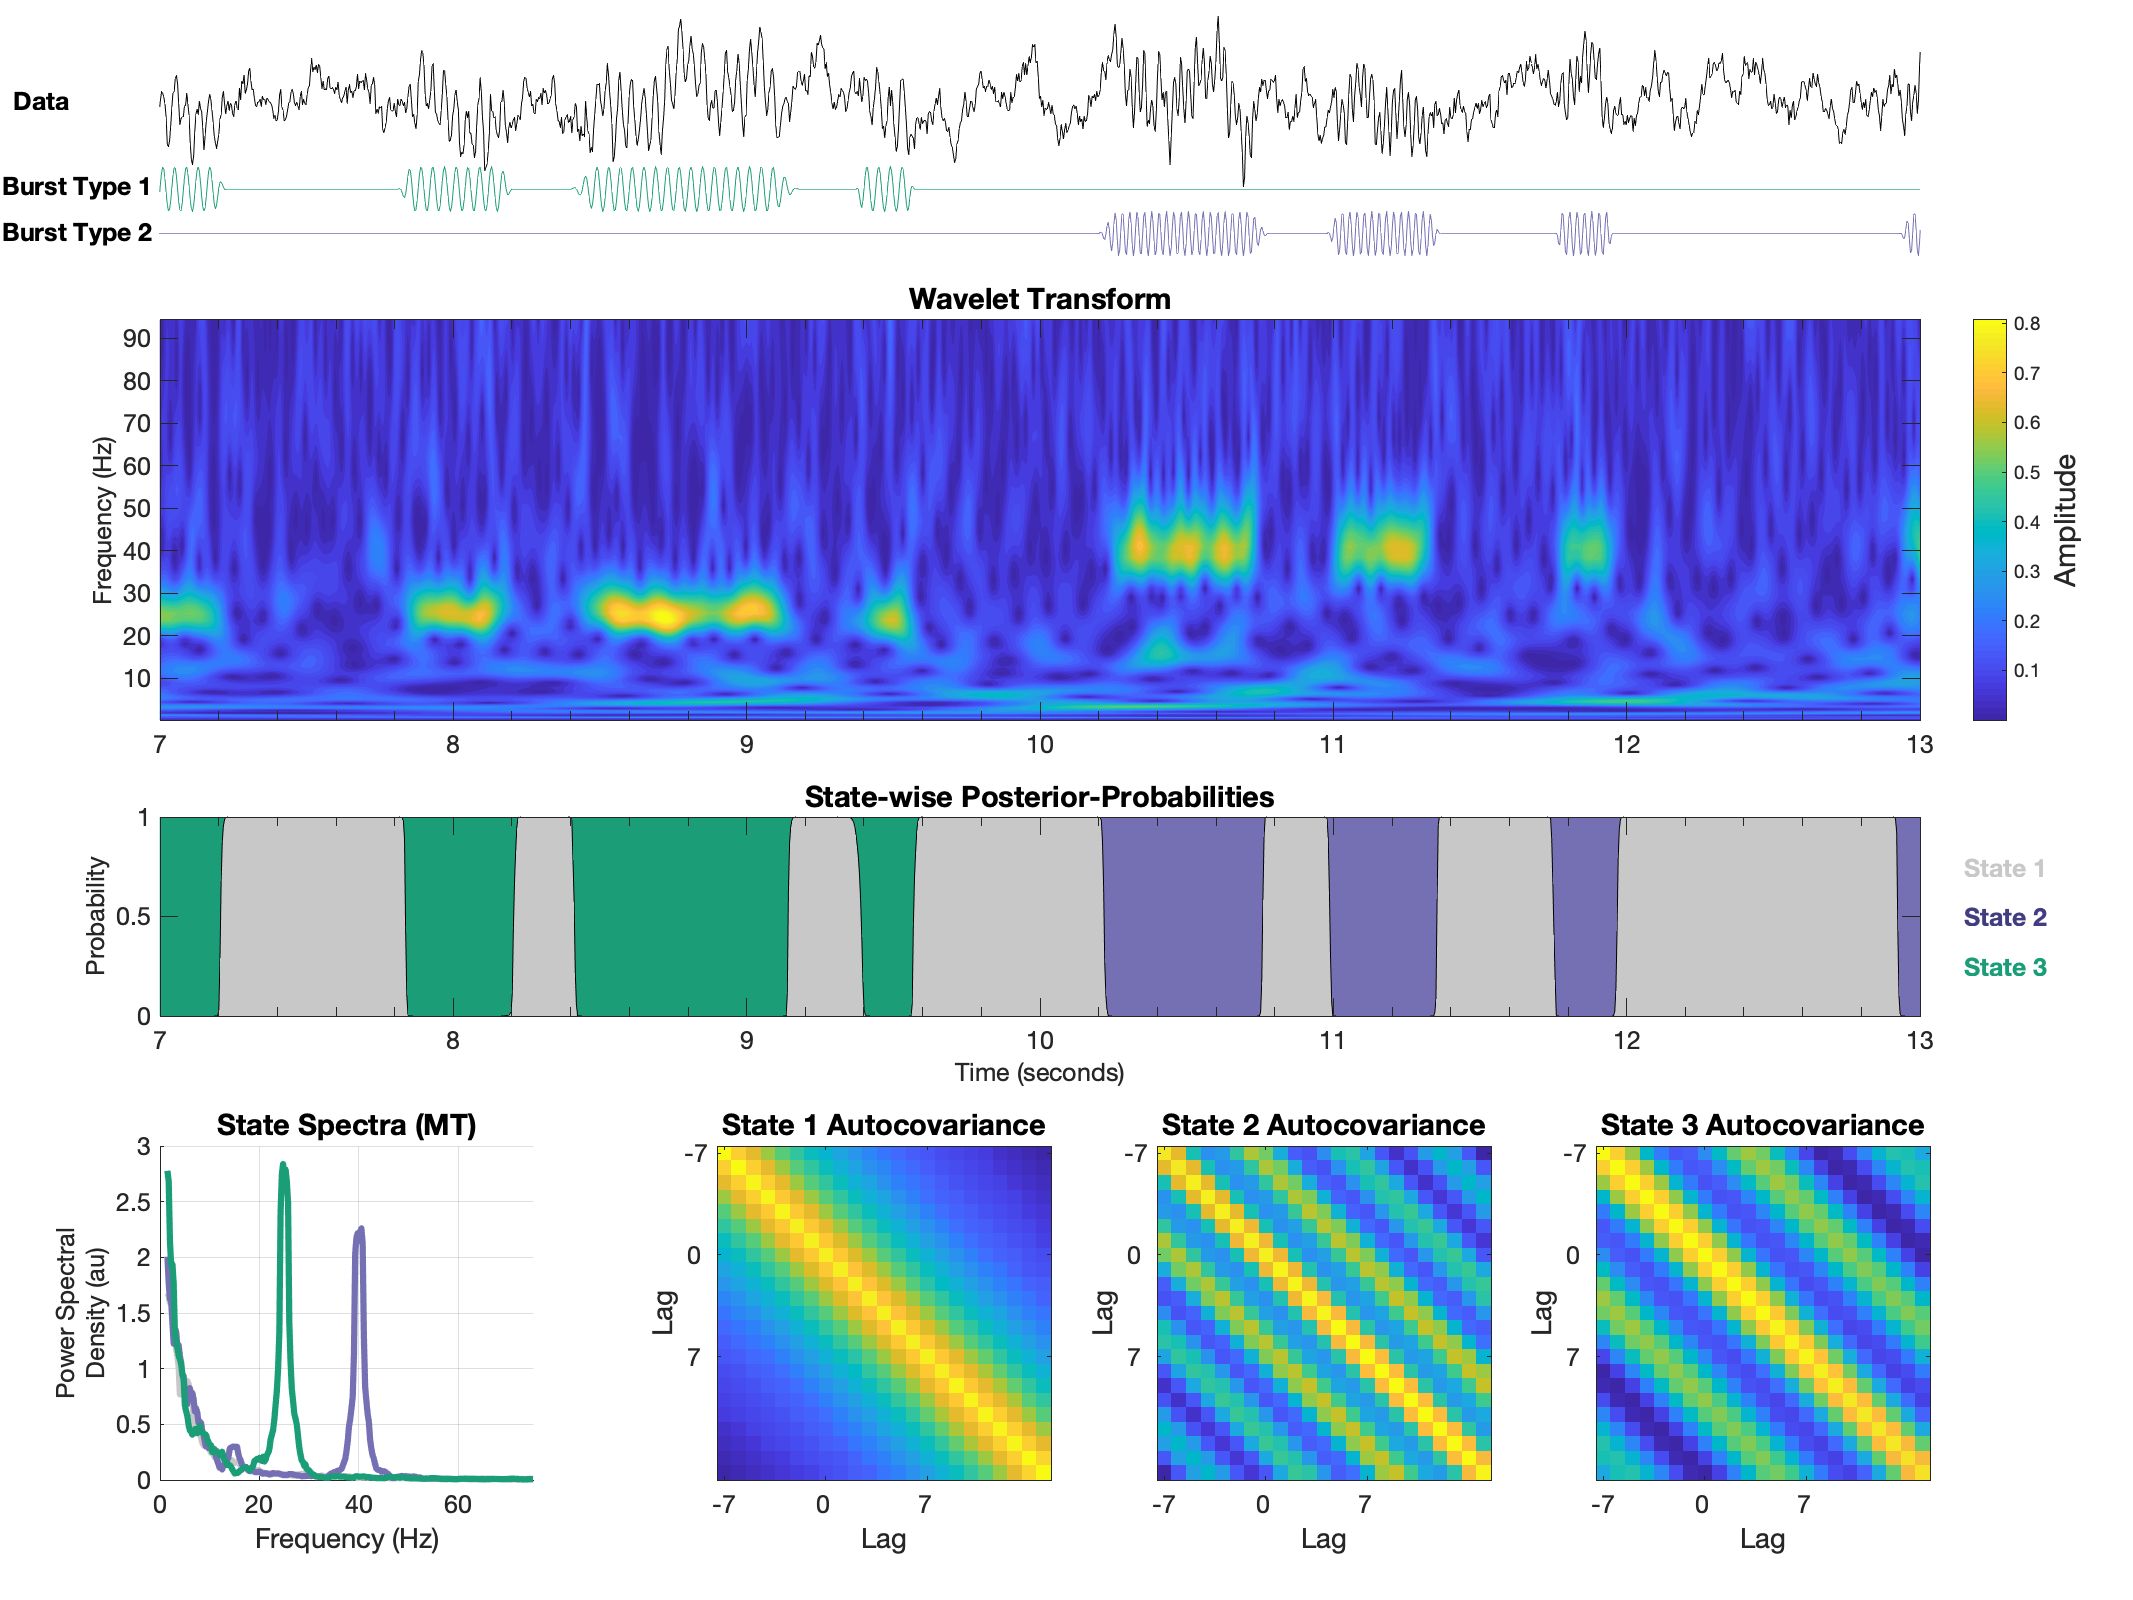 Data
Burst Type 1
Burst Type 2
Wavelet Transform
Frequency (Hz)
90
80
70
60
50
40
30
20
10
7 8 9 10 11 12 13
0.8
0.7
0.6
0.5
0.4
0.3
0.2
0.1
Amplitude
State-wise Posterior-Probabilities
Probability
1
0.5
0
7 8 9 10 11 12 13
Time (seconds)
State 1
State 2
State 3
State Spectra (MT)
Power Spectral
Density (au)
3
2.5
2
1.5
1
0.5
0
0 20 40 60
Frequency (Hz)
State 1 Autocovariance
Lag
-7
0
7
-7 0 7
Lag
State 2 Autocovariance
Lag
-7
0
7
-7 0 7
Lag
State 3 Autocovariance
Lag
-7
0
7
-7 0 7
Lag